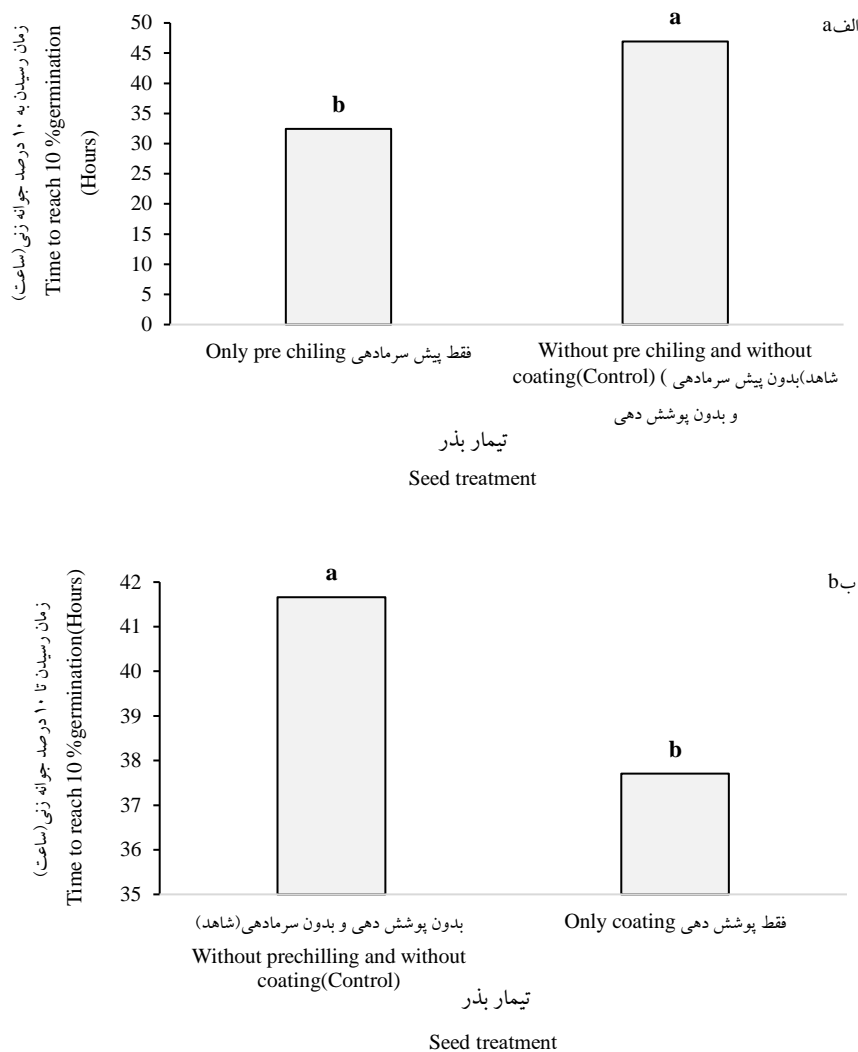 الف a
زمان رسیدن به ۱۰ درصد جوانه زنی(ساعت)
Time to reach 10 %germination
(Hours)
50
45
40
35
30
25
20
15
10
5
0
b
a
Only pre chiling فقط پیش سرمادهی
Without pre chiling and without
coating(Control) ( شاهد)بدون پیش سرمادهی
و بدون پوشش دهی
تیمار بذر
Seed treatment
ب b
زمان رسیدن تا ۱۰ درصد جوانه زنی(ساعت)
Time to reach 10 %germination(Hours)
42
41
40
39
38
37
36
35
a
b
بدون پوشش دهی و بدون سرمادهی(شاهد)
Without prechilling and without
coating(Control)
Only coating فقط پوشش دهی
تیمار بذر
Seed treatment